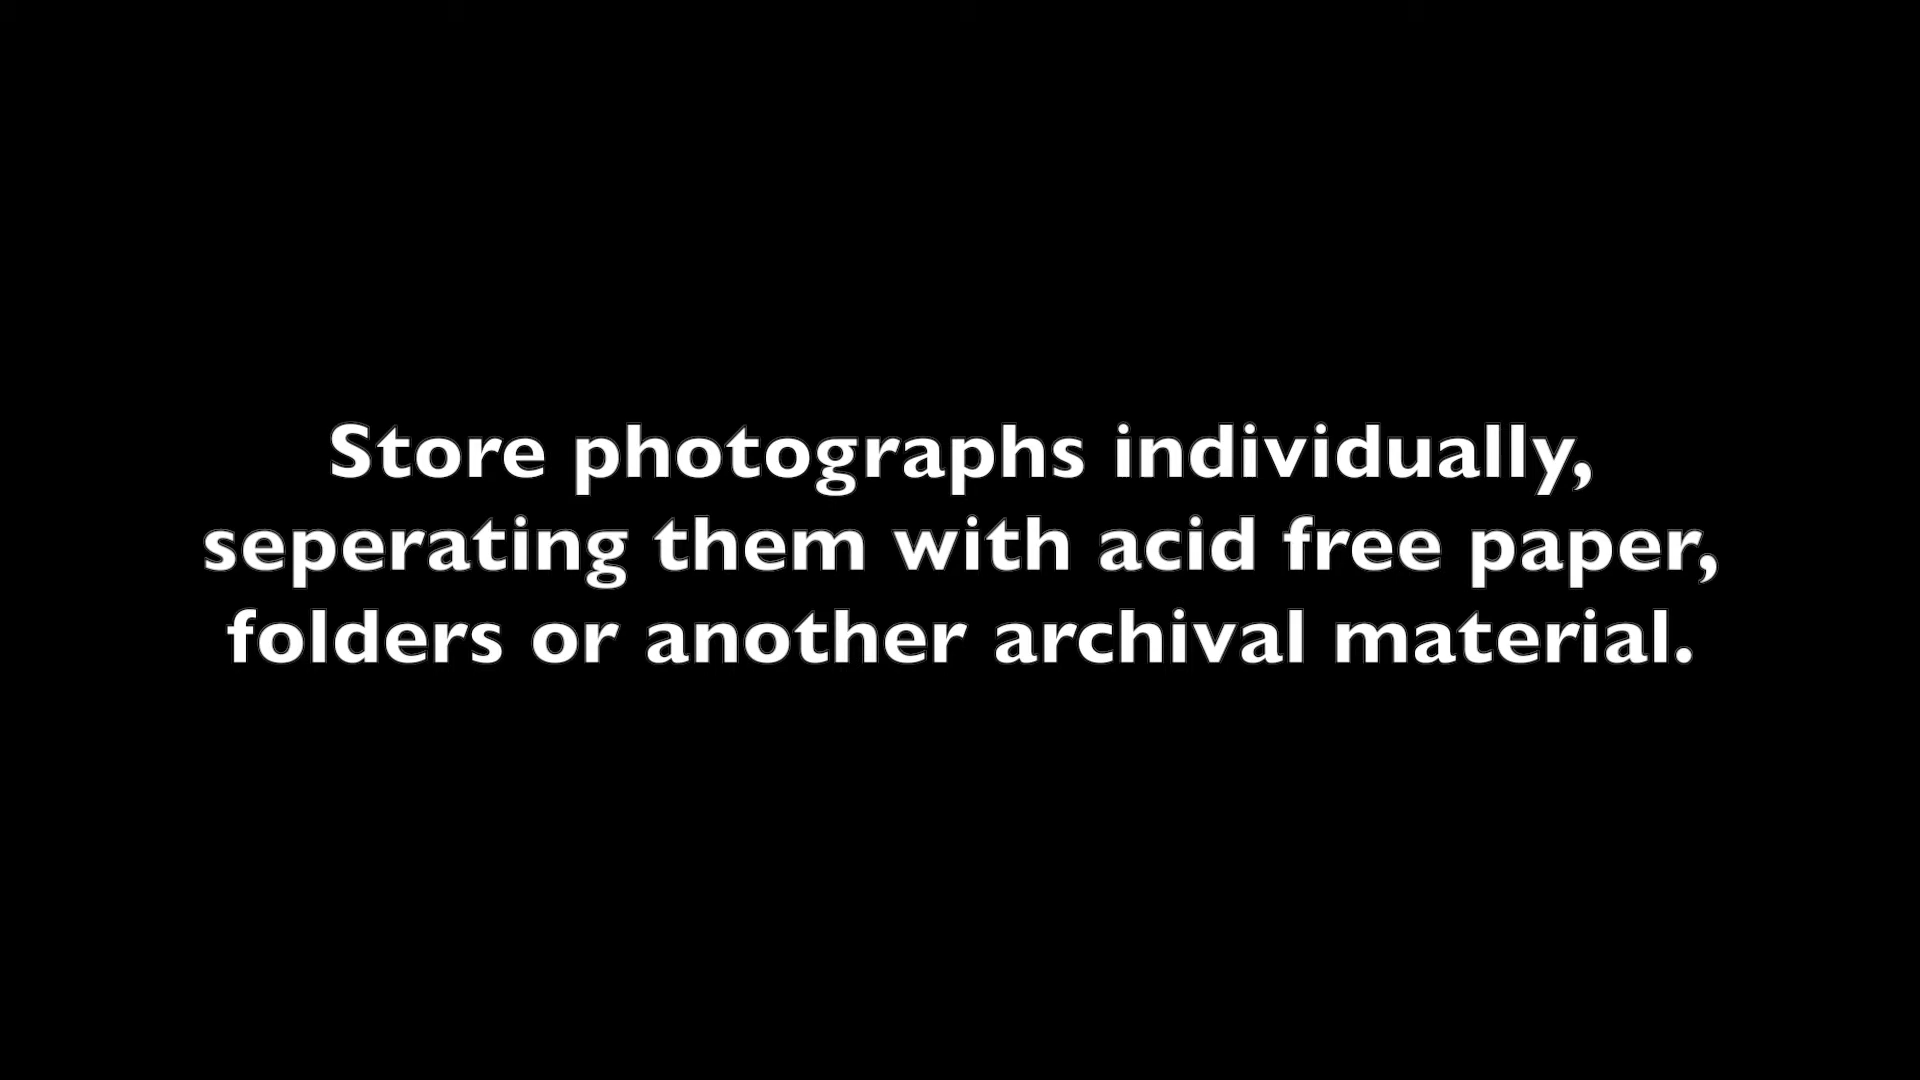 Store photographs individually,
seperating them with acid free paper,
folders or another archival material.